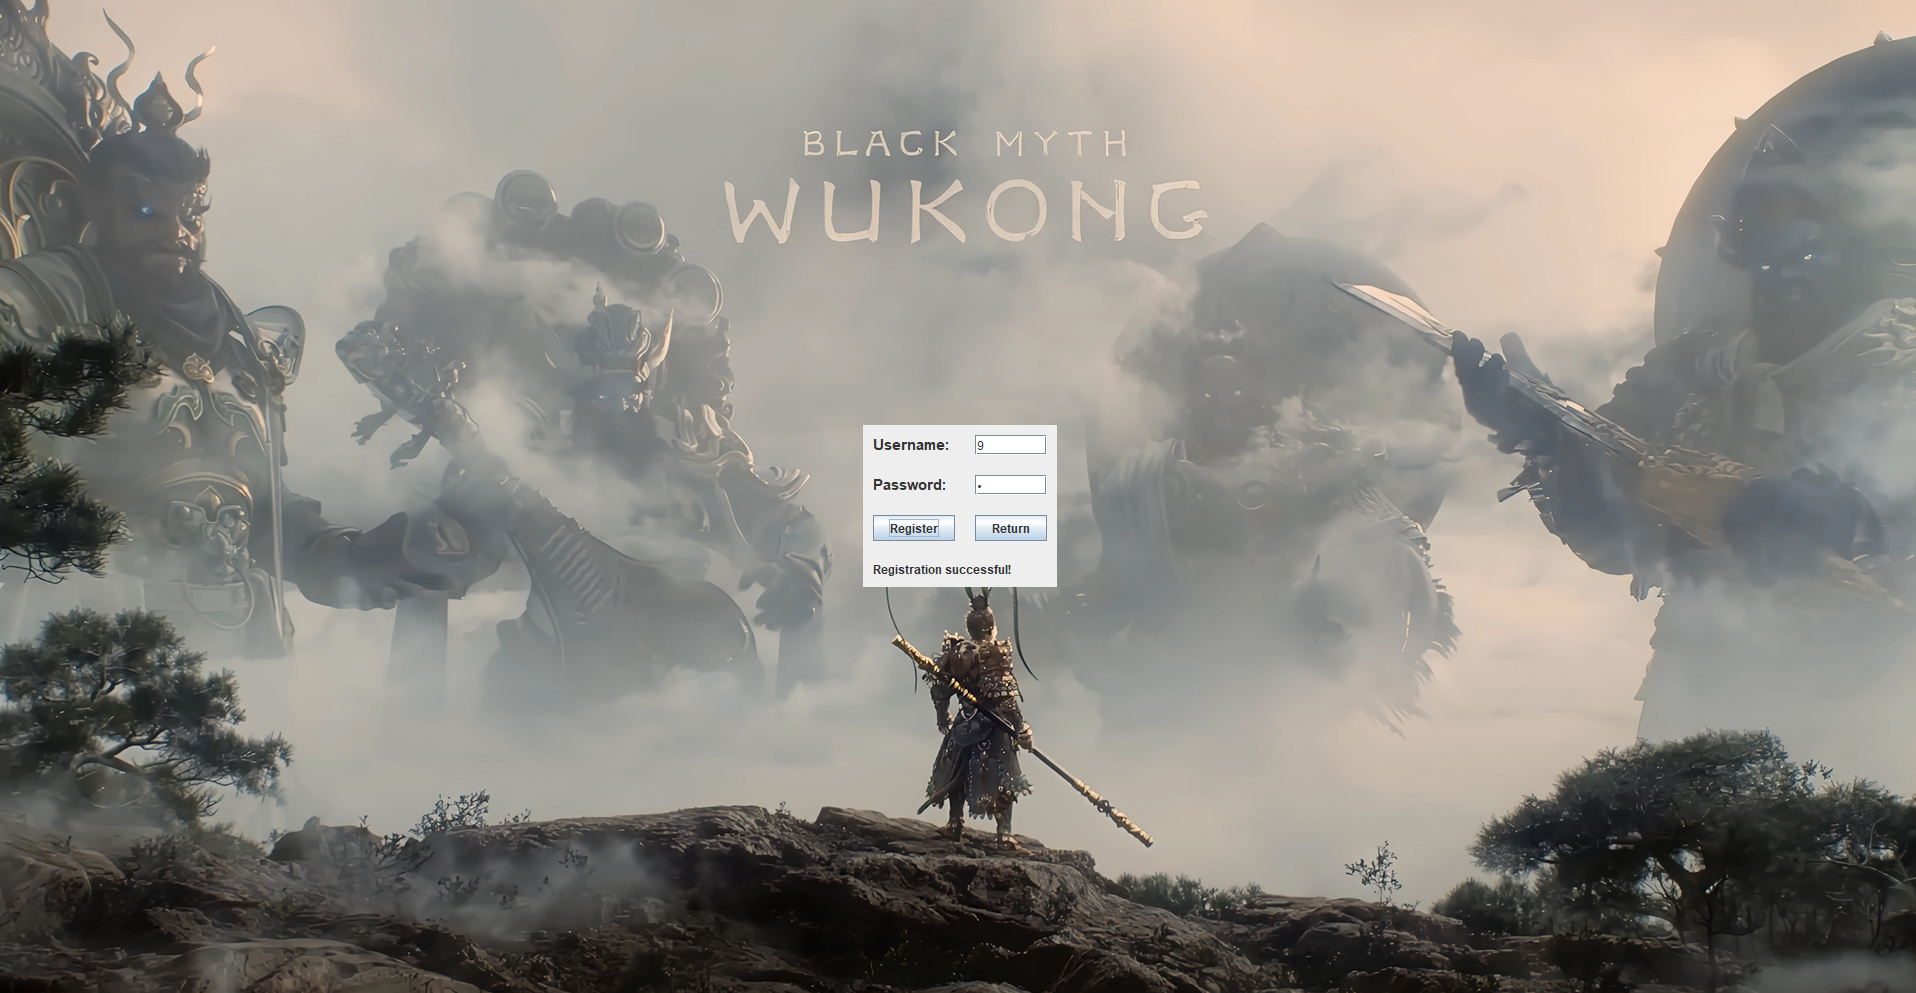 BLACK MYTH
WUKONG
Username: 9
Password: •
Register Return
Registration successful!